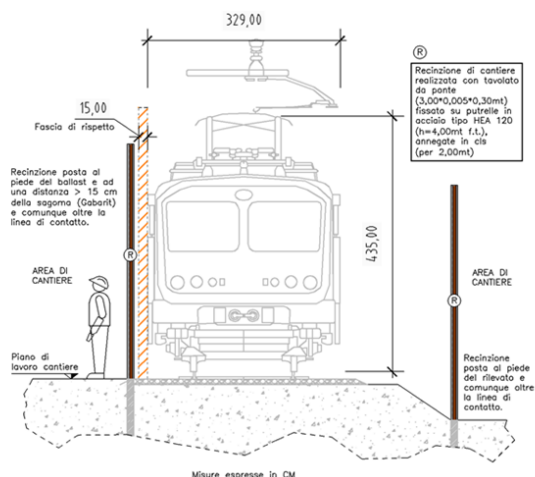 329,00
R
Recinzione di cantiere
realizzata con tavolato
da ponte
(3,00*0,005*0,30mt)
fissato su putrelle in
acciaio tipo HEA 120
(h=4,00mt f.t.),
annegate in cls
(per 2,00mt)
15,00
Fascia di rispetto
Recinzione posta al
piede del ballast e ad
una distanza > 15 cm
della sagoma (Gabarit)
e comunque oltre la
linea di contatto.
435,00
R
AREA DI
CANTIERE
AREA DI
CANTIERE
R
Piano di
lavoro cantiere
Recinzione
posta al piede
del rilevato e
comunque oltre
la linea di
contatto.
Misure espresse in CM